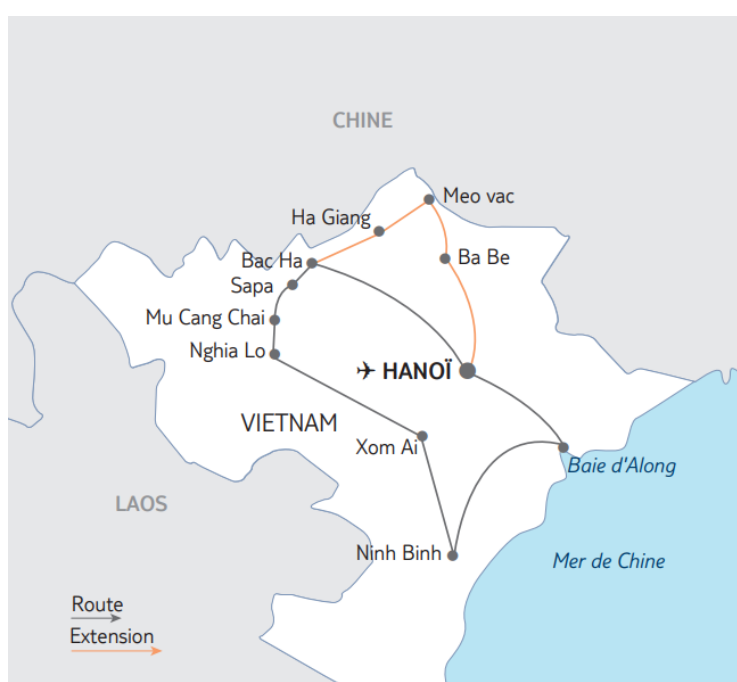 CHINE
Meo vac
Ha Giang
Bac Ha
Ba Be
Sapa
Mu Cang Chai
Nghia Lo
HANOÏ
VIETNAM
Xom Ai
Baie d'Along
LAOS
Ninh Binh
Mer de Chine
Route
Extension